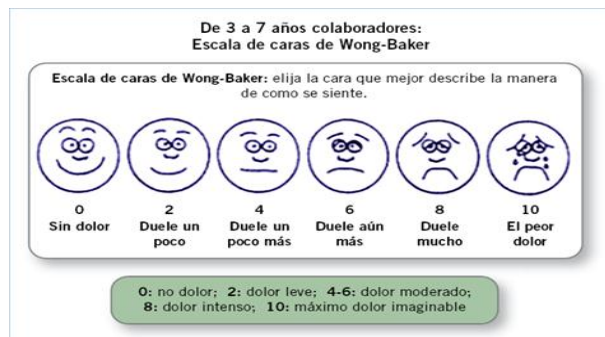 De 3 a 7 años colaboradores:
Escala de caras de Wong-Baker
Escala de caras de Wong-Baker: elija la cara que mejor describe la manera
de como se siente.
0 2 4 6 8 10
Sin dolor Duele un Duele un Duele aún Duele El peor
poco poco más más mucho dolor
0: no dolor; 2: dolor leve; 4-6: dolor moderado;
8: dolor intenso; 10: máximo dolor imaginable